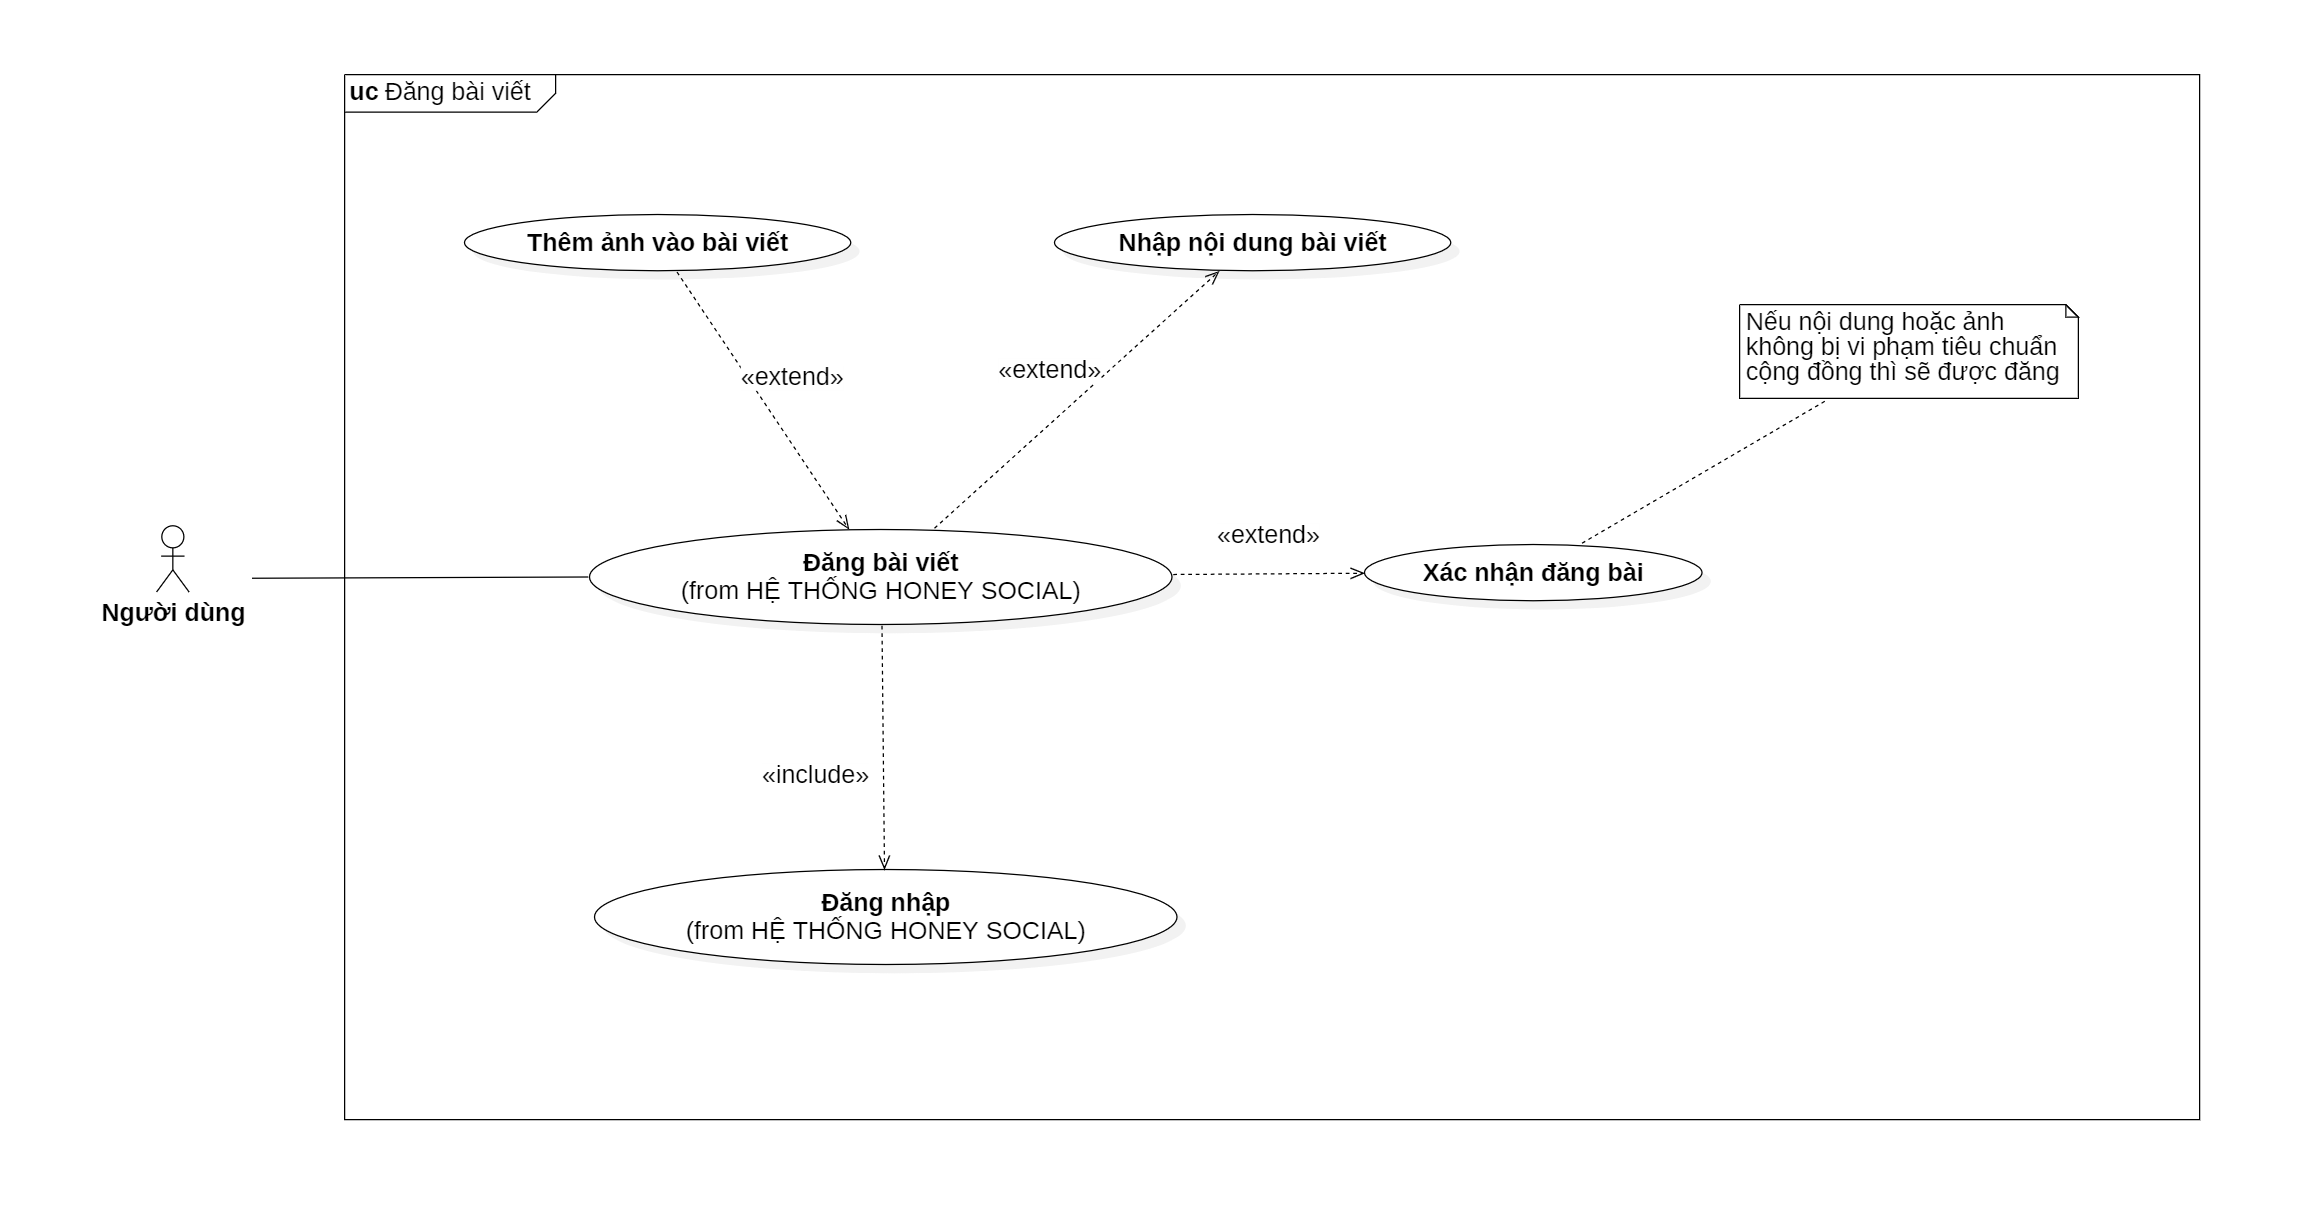 uc Đăng bài viết
Thêm ảnh vào bài viết
Nhập nội dung bài viết
Nếu nội dung hoặc ảnh
không bị vi phạm tiêu chuẩn
cộng đồng thì sẽ được đăng
«extend»
«extend»
«extend»
Người dùng
Đăng bài viết
(from HỆ THỐNG HONEY SOCIAL)
Xác nhận đăng bài
«include»
Đăng nhập
(from HỆ THỐNG HONEY SOCIAL)